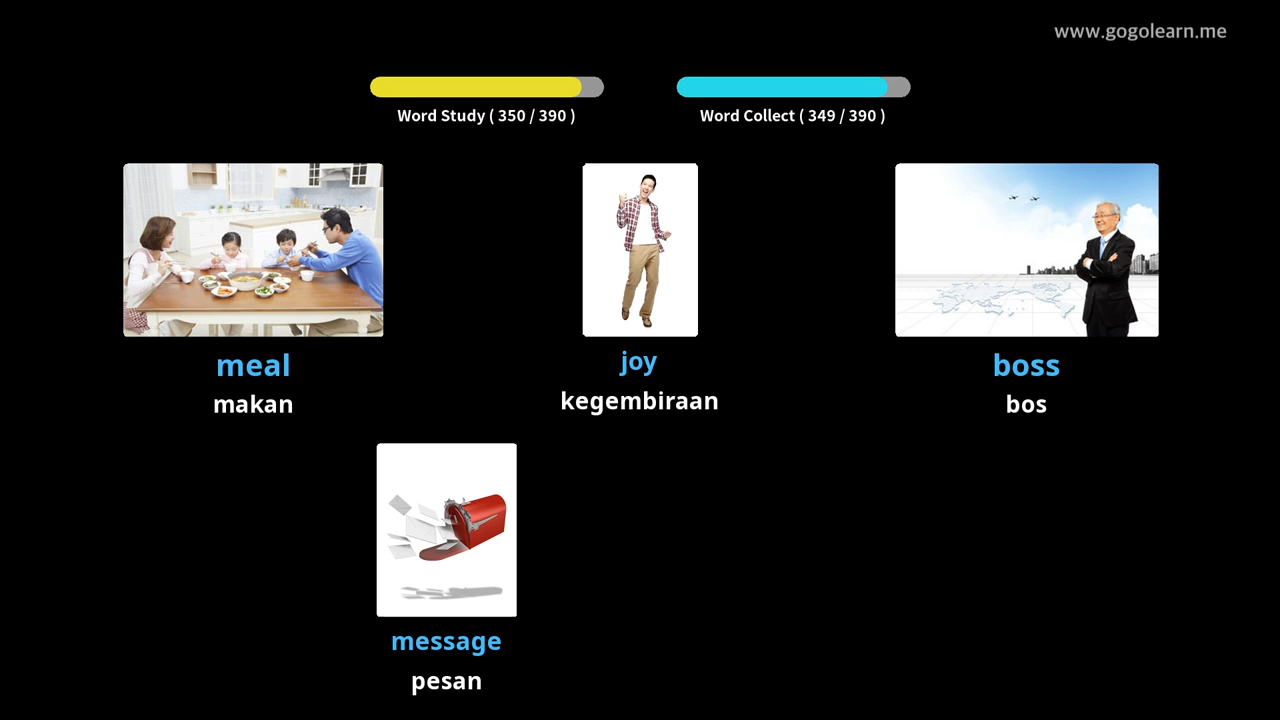 www.gogolearn.me
Word Study ( 350 / 390 )
Word Collect ( 349 / 390 )
meal
makan
joy
kegembiraan
boss
bos
message
pesan